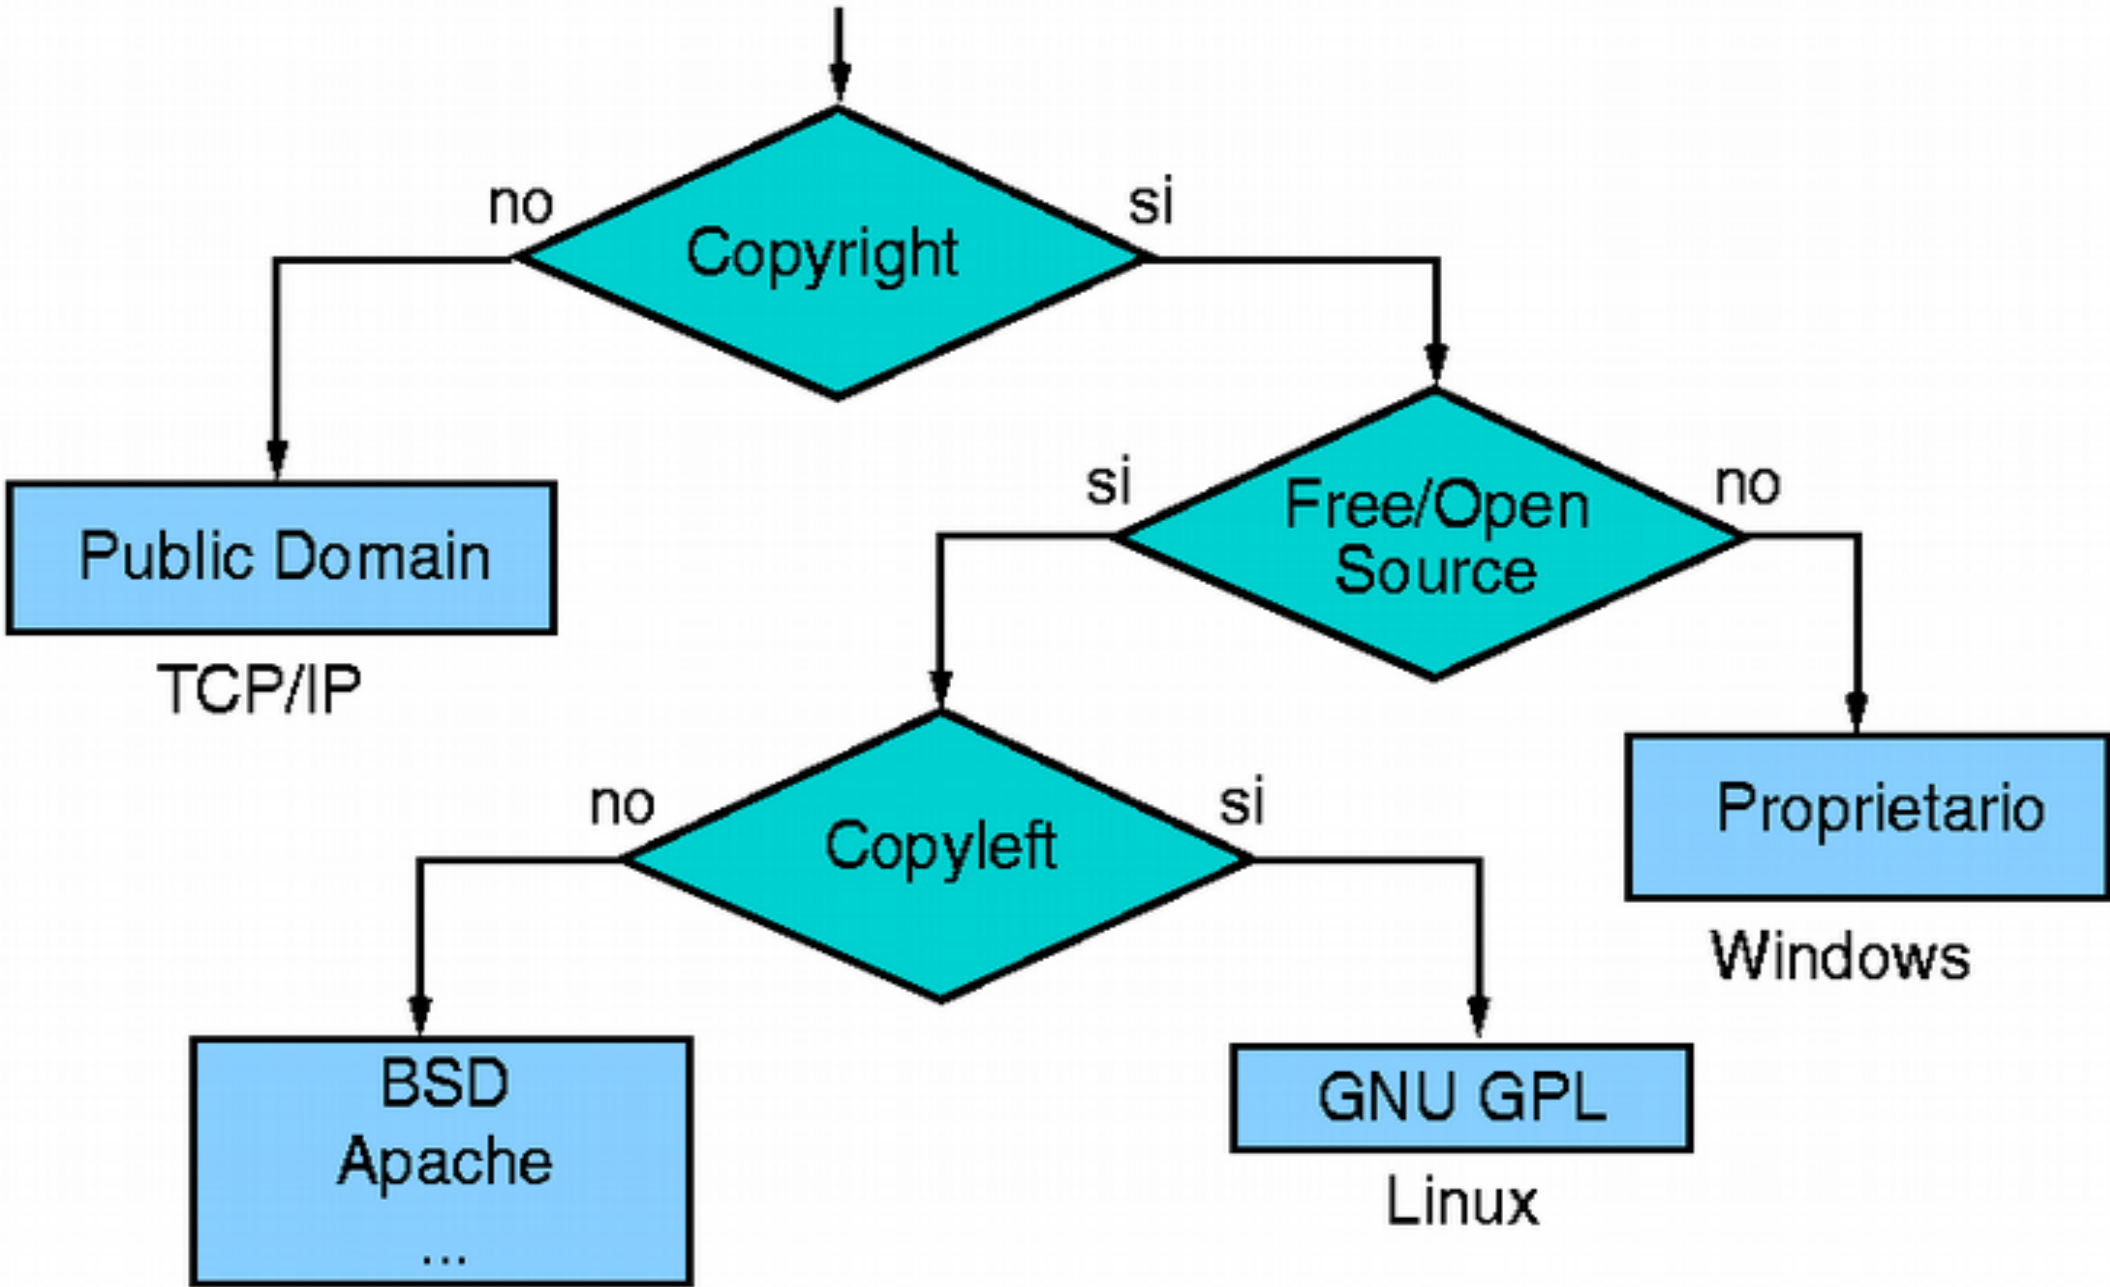 no
si
Copyright
si
no
Free/Open
Source
Public Domain
TCP/IP
no
si
Copyleft
Proprietario
Windows
BSD
Apache
...
GNU GPL
Linux